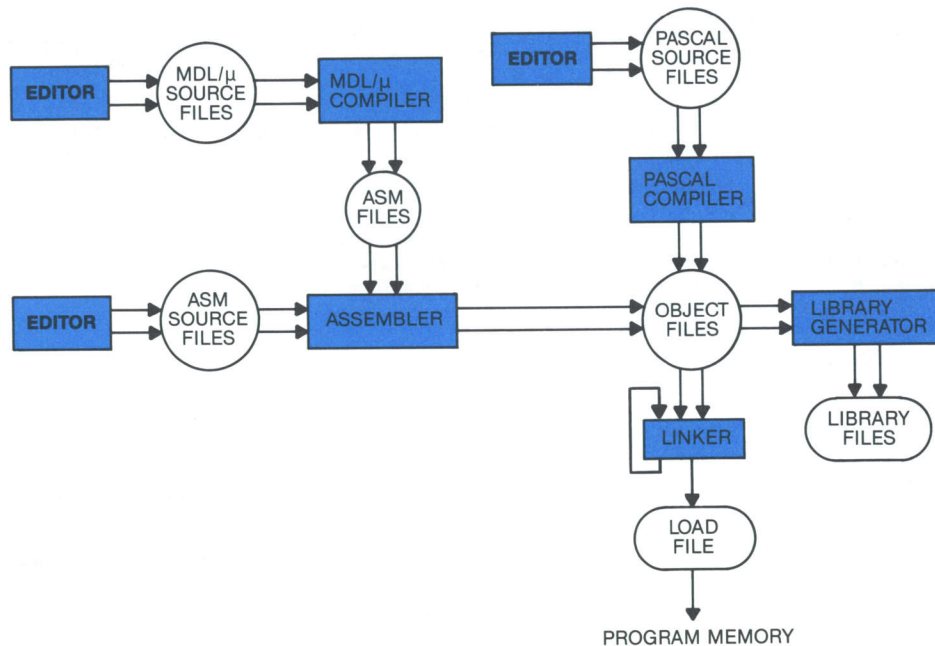 EDITOR
MDL/μ
SOURCE
FILES
MDL/μ
COMPILER
EDITOR
PASCAL
SOURCE
FILES
ASM
FILES
PASCAL
COMPILER
EDITOR
ASM
SOURCE
FILES
ASSEMBLER
OBJECT
FILES
LIBRARY
GENERATOR
LINKER
LIBRARY
FILES
LOAD
FILE
PROGRAM MEMORY